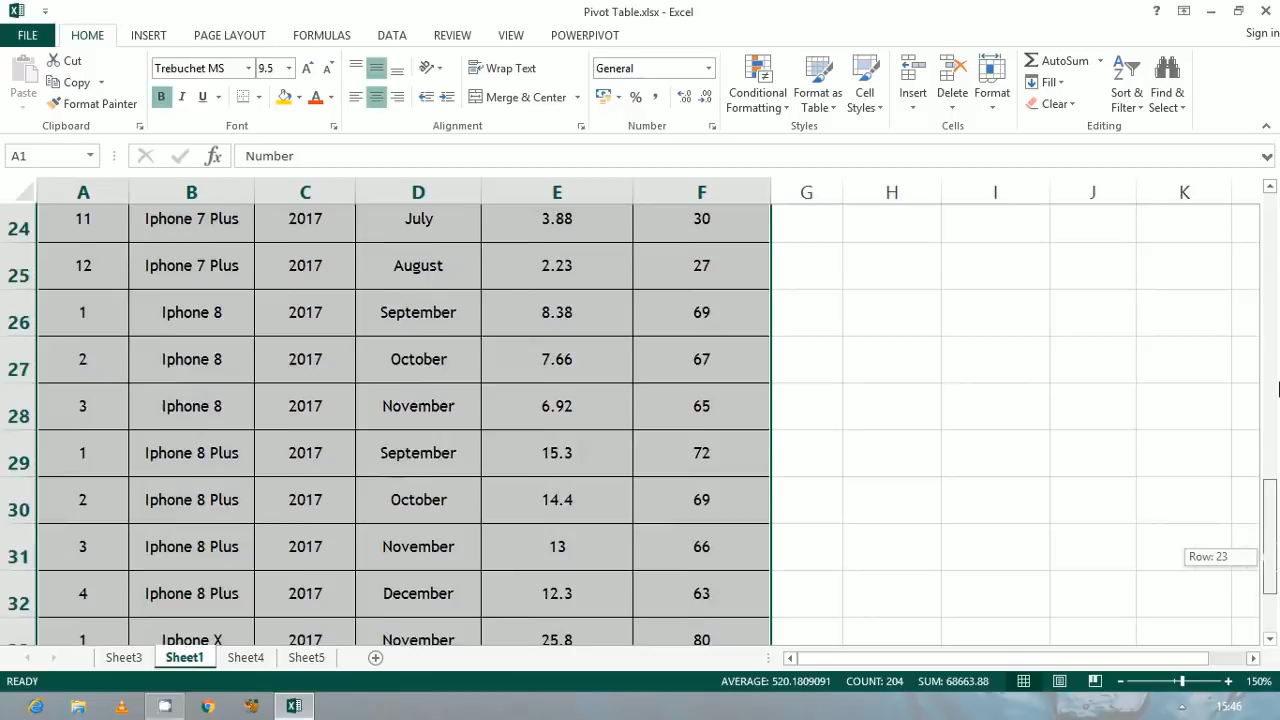 Pivot Table.xlsx - Excel
?
FILE HOME INSERT PAGE LAYOUT FORMULAS DATA REVIEW VIEW POWERPIVOT Sign in
Paste Cut Copy Format Painter Clipboard
Trebuchet MS 9.5 A A B I U A Font
Wrap Text Merge & Center Alignment
General % , Number
Conditional Formatting Format as Table Cell Styles Styles
Insert Delete Format Cells
AutoSum Fill Clear Sort & Filter Find & Select Editing
A1 fx Number
A B C D E F G H I J K
24 11 Iphone 7 Plus 2017 July 3.88 30
25 12 Iphone 7 Plus 2017 August 2.23 27
26 1 Iphone 8 2017 September 8.38 69
27 2 Iphone 8 2017 October 7.66 67
28 3 Iphone 8 2017 November 6.92 65
29 1 Iphone 8 Plus 2017 September 15.3 72
30 2 Iphone 8 Plus 2017 October 14.4 69
31 3 Iphone 8 Plus 2017 November 13 66
Row: 23
32 4 Iphone 8 Plus 2017 December 12.3 63
1 Iphone X 2017 November 25.8 80
Sheet3 Sheet1 Sheet4 Sheet5
READY AVERAGE: 520.1809091 COUNT: 204 SUM: 68663.88 150%
15:46